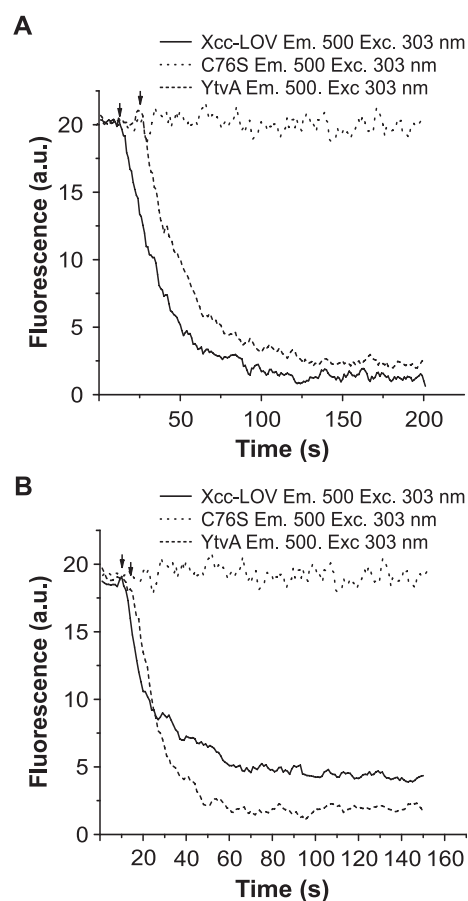 A
Xcc-LOV Em. 500 Exc. 303 nm
C76S Em. 500 Exc. 303 nm
YtvA Em. 500. Exc 303 nm
Fluorescence (a.u.)
20
15
10
5
0
50 100 150 200
Time (s)
B
Xcc-LOV Em. 500 Exc. 303 nm
C76S Em. 500 Exc. 303 nm
YtvA Em. 500. Exc 303 nm
Fluorescence (a.u.)
20
15
10
5
0
20 40 60 80 100 120 140 160
Time (s)